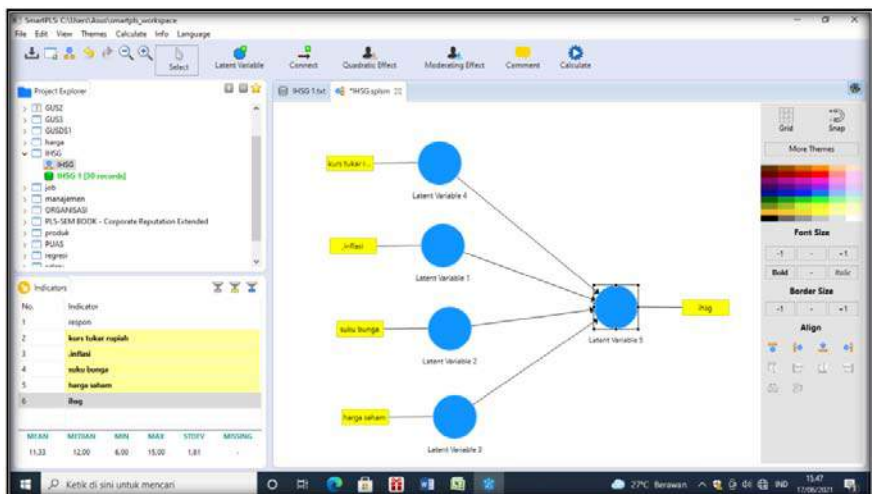 SmartPLS: C:\Users\Asus\smartpls_workspace
File Edit View Themes Calculate Info Language
Select
Latent Variable
Connect
Quadratic Effect
Moderating Effect
Comment
Calculate
Project Explorer
GUS2
GUS3
GUSDS1
harga
IHSG
IHSG
IHSG 1 [30 records]
job
manajemen
ORGANISASI
PLS-SEM BOOK - Corporate Reputation Extended
produk
PUAS
regresi
Indicators
No. Indicator
1 respon
2 kurs tukar rupiah
3 .inflasi
4 suku bunga
5 harga saham
6 ihsg
MEAN MEDIAN MIN MAX STDEV MISSING
11.33 12.00 6.00 15.00 1.81 -
IHSG 1.txt
*IHSG.splsm
kurs tukar r...
Latent Variable 4
.inflasi
Latent Variable 1
suku bunga
Latent Variable 2
harga saham
Latent Variable 3
Latent Variable 5
ihsg
Grid Snap
More Themes
Font Size
-1 - +1
Bold - Italic
Border Size
-1 - +1
Align
Ketik di sini untuk mencari
27°C Berawan
IND
15.47
17/06/2021